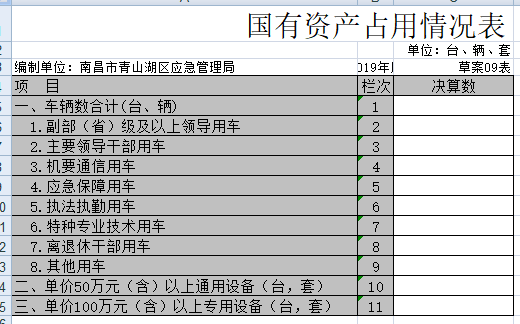 国有资产占用情况表
单位：台、辆、套
编制单位：南昌市青山湖区应急管理局 2019年度 草案09表
项 目 栏次 决算数
一、车辆数合计(台、辆) 1
1.副部（省）级及以上领导用车 2
2.主要领导干部用车 3
3.机要通信用车 4
4.应急保障用车 5
5.执法执勤用车 6
6.特种专业技术用车 7
7.离退休干部用车 8
8.其他用车 9
二、单价50万元（含）以上通用设备（台，套） 10
三、单价100万元（含）以上专用设备（台，套） 11